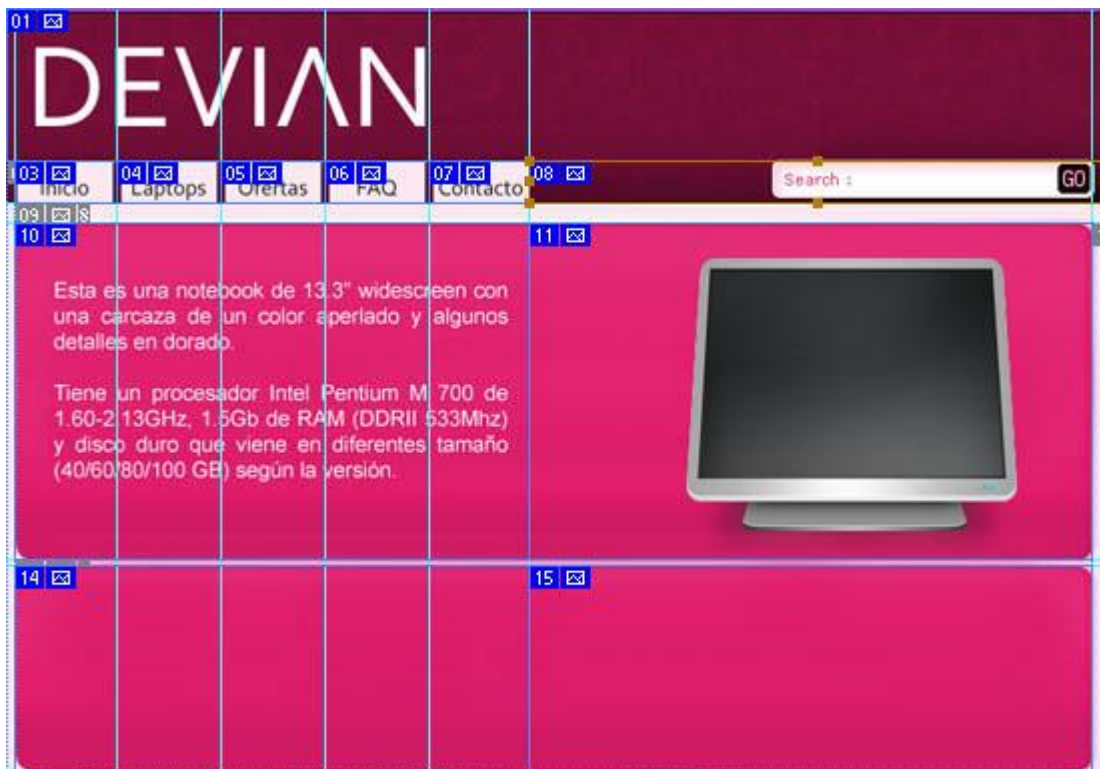 01
DEVIAN
03 04 05 06 07 08
Inicio Laptops Ofertas FAQ Contacto Search : GO
09 8
10 11
Esta es una notebook de 13.3" widescreen con
una carcaza de un color aperlado y algunos
detalles en dorado.
Tiene un procesador Intel Pentium M 700 de
1.60-2.13GHz, 1.5Gb de RAM (DDRII 533Mhz)
y disco duro que viene en diferentes tamaño
(40/60/80/100 GB) según la versión.
14 15